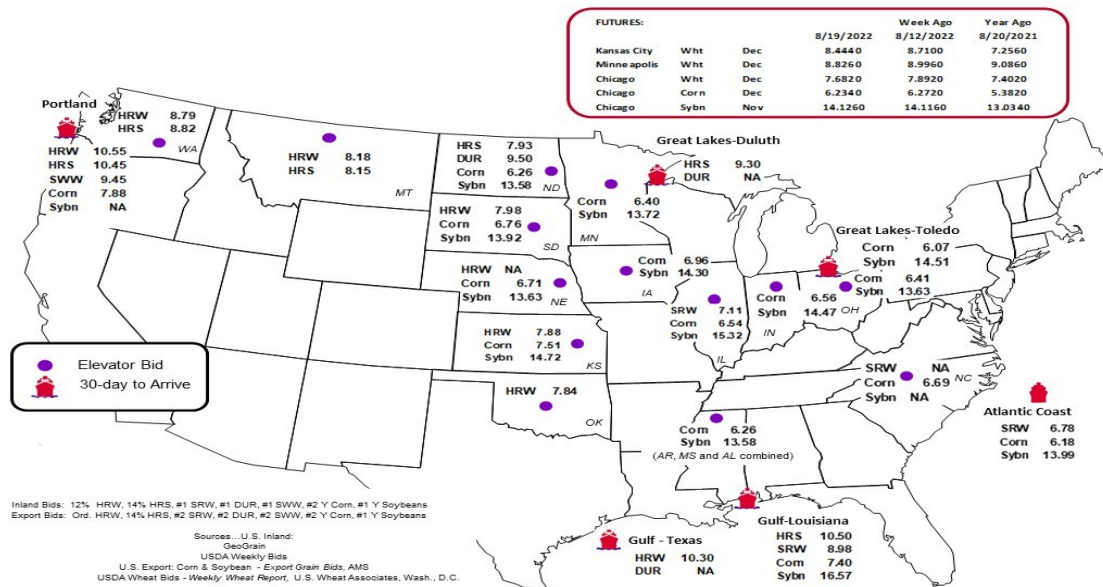 FUTURES:
Week Ago Year Ago
8/19/2022 8/12/2022 8/20/2021
Kansas City Wht Dec 8.4440 8.7100 7.2560
Minneapolis Wht Dec 8.8260 8.9960 9.0860
Chicago Wht Dec 7.6820 7.8920 7.4020
Chicago Corn Dec 6.2340 6.2720 5.3820
Chicago Sybn Nov 14.1260 14.1160 13.0340
Portland
HRW 10.55
HRS 10.45
SWW 9.45
Corn 7.88
Sybn NA
HRW 8.79
HRS 8.82
WA
HRW 8.18
HRS 8.15
MT
HRS 7.93
DUR 9.50
Corn 6.26
Sybn 13.58
ND
HRW 7.98
Corn 6.76
Sybn 13.92
SD
HRW NA
Corn 6.71
Sybn 13.63
NE
HRW 7.88
Corn 7.51
Sybn 14.72
KS
HRW 7.84
OK
Corn 6.40
Sybn 13.72
MN
Great Lakes-Duluth
HRS 9.30
DUR NA
Corn 6.96
Sybn 14.30
IA
SRW 7.11
Corn 6.54
Sybn 15.32
IL
Corn 6.56
Sybn 14.47
IN
Great Lakes-Toledo
Corn 6.07
Sybn 14.51
Corn 6.41
Sybn 13.63
OH
SRW NA
Corn 6.69
Sybn NA
NC
Atlantic Coast
SRW 6.78
Corn 6.18
Sybn 13.99
Corn 6.26
Sybn 13.58
(AR, MS and AL combined)
Gulf-Louisiana
HRS 10.50
SRW 8.98
Corn 7.40
Sybn 16.57
Gulf - Texas
HRW 10.30
DUR NA
Elevator Bid
30-day to Arrive
Inland Bids: 12% HRW, 14% HRS, #1 SRW, #1 DUR, #1 SWW, #2 Y Corn, #1 Y Soybeans
Export Bids: Ord. HRW, 14% HRS, #2 SRW, #2 DUR, #2 SWW, #2 Y Corn, #1 Y Soybeans
Sources...U.S. Inland:
GeoGrain
USDA Weekly Bids
U.S. Export: Corn & Soybean - Export Grain Bids, AMS
USDA Wheat Bids - Weekly Wheat Report, U.S. Wheat Associates, Wash., D.C.